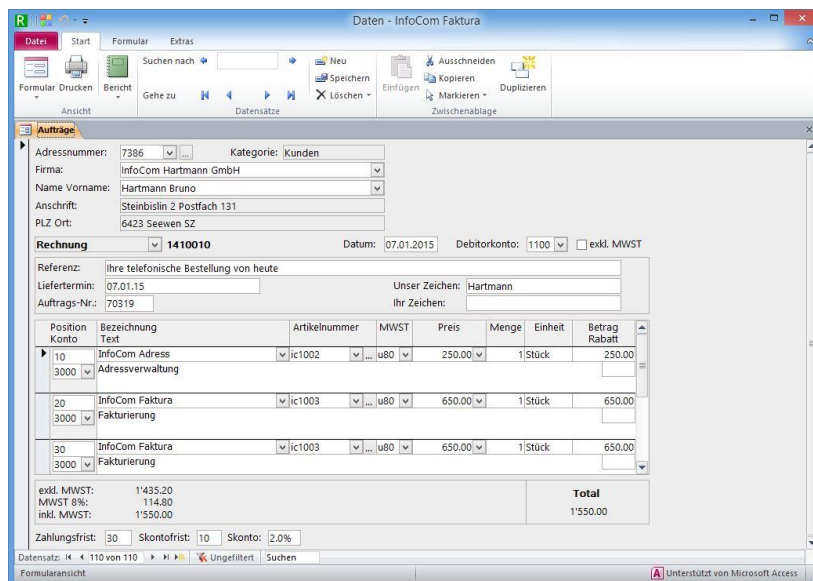 Daten - InfoCom Faktura
Datei Start Formular Extras
Suchen nach Neu Ausschneiden
Speichern Kopieren
Formular Drucken Bericht Gehe zu Löschen Einfügen Markieren Duplizieren
Ansicht Datensätze Zwischenablage
Aufträge
Adressnummer: 7386 ... Kategorie: Kunden
Firma: InfoCom Hartmann GmbH
Name Vorname: Hartmann Bruno
Anschrift: Steinbislin 2 Postfach 131
PLZ Ort: 6423 Seewen SZ
Rechnung 1410010 Datum: 07.01.2015 Debitorkonto: 1100 exkl. MWST
Referenz: Ihre telefonische Bestellung von heute
Liefertermin: 07.01.15 Unser Zeichen: Hartmann
Auftrags-Nr.: 70319 Ihr Zeichen:
Position Bezeichnung Artikelnummer MWST Preis Menge Einheit Betrag
Konto Text Rabatt
10 InfoCom Adress ic1002 ... u80 250.00 1 Stück 250.00
3000 Adressverwaltung
20 InfoCom Faktura ic1003 ... u80 650.00 1 Stück 650.00
3000 Fakturierung
30 InfoCom Faktura ic1003 ... u80 650.00 1 Stück 650.00
3000 Fakturierung
exkl. MWST: 1'435.20
MWST 8%: 114.80 Total
inkl. MWST: 1'550.00 1'550.00
Zahlungsfrist: 30 Skontofrist: 10 Skonto: 2.0%
Datensatz: 110 von 110 Ungefiltert Suchen
Formularansicht Unterstützt von Microsoft Access